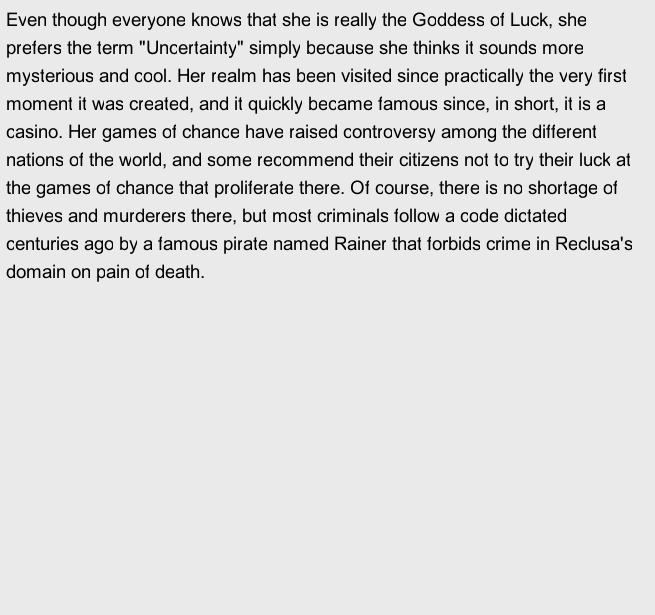 Even though everyone knows that she is really the Goddess of Luck, she
prefers the term "Uncertainty" simply because she thinks it sounds more
mysterious and cool. Her realm has been visited since practically the very first
moment it was created, and it quickly became famous since, in short, it is a
casino. Her games of chance have raised controversy among the different
nations of the world, and some recommend their citizens not to try their luck at
the games of chance that proliferate there. Of course, there is no shortage of
thieves and murderers there, but most criminals follow a code dictated
centuries ago by a famous pirate named Rainer that forbids crime in Reclusa's
domain on pain of death.